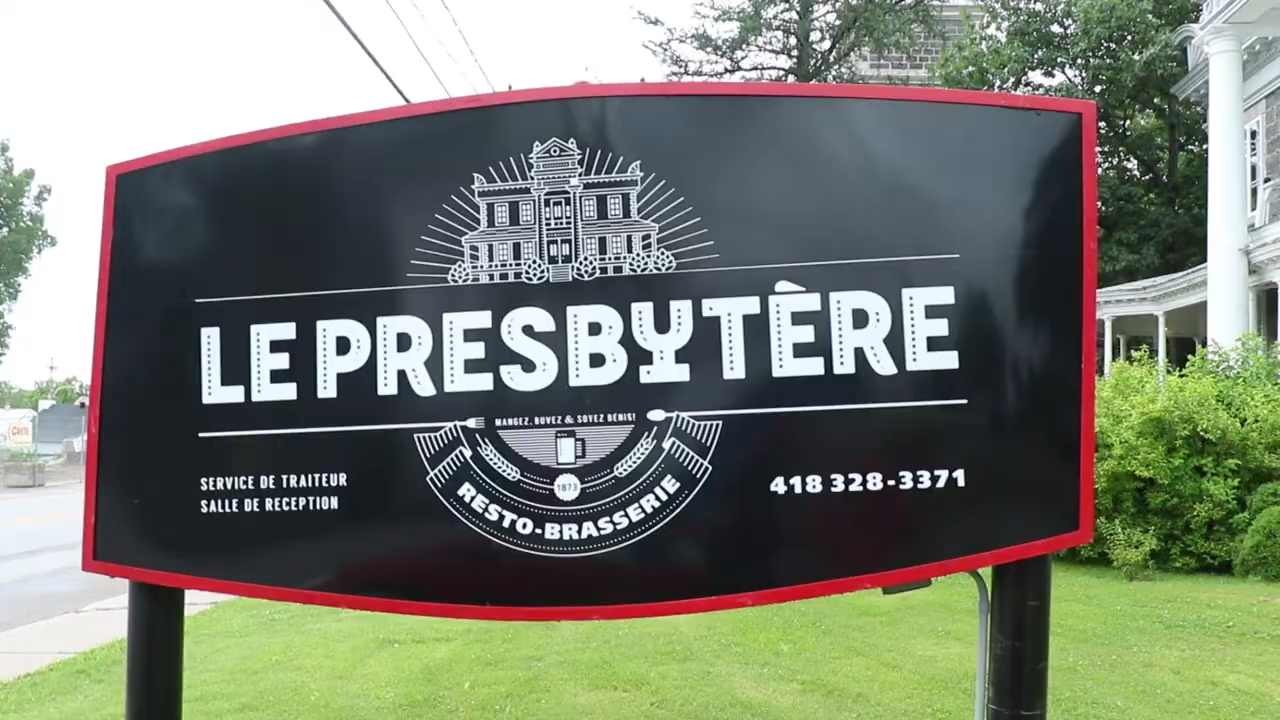 LE PRESBYTÈRE
MANGEZ, BUVEZ & SOYEZ BÉNIS!
SERVICE DE TRAITEUR
SALLE DE RECEPTION
1873
RESTO-BRASSERIE
418 328-3371